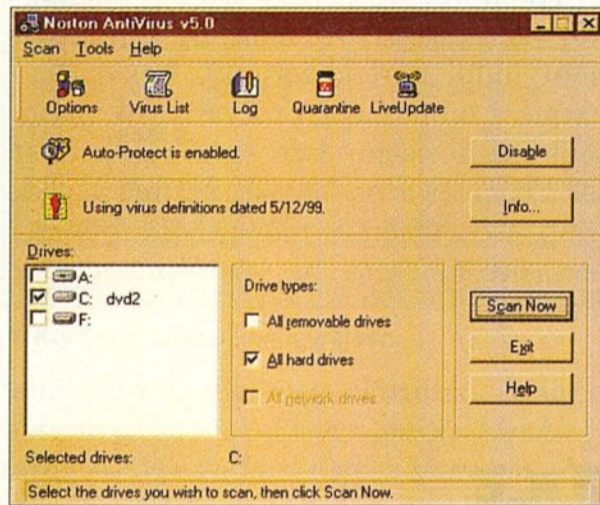 Norton AntiVirus v5.0
Scan Tools Help
Options Virus List Log Quarantine LiveUpdate
Auto-Protect is enabled. Disable
Using virus definitions dated 5/12/99. Info...
Drives:
A:
C: dvd2
F:
Drive types:
All removable drives
All hard drives
All network drives
Scan Now
Exit
Help
Selected drives: C:
Select the drives you wish to scan, then click Scan Now.